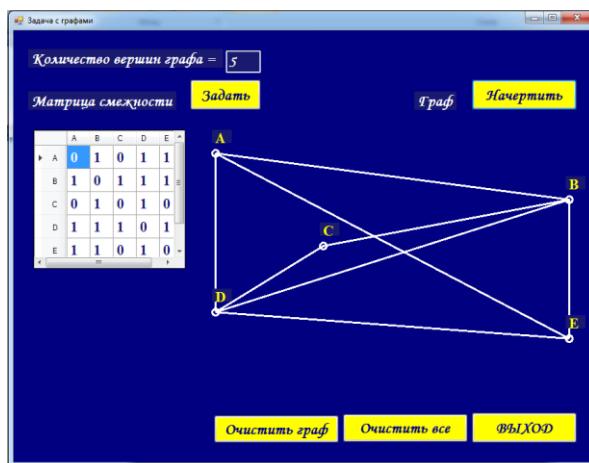 Задача с графами
Количество вершин графа = 5
Матрица смежности Задать Граф Начертить
A B C D E
A 0 1 0 1 1
B 1 0 1 1 1
C 0 1 0 1 0
D 1 1 1 0 1
E 1 1 0 1 0
A
B
C
D
E
Очистить граф Очистить все ВЫХОД